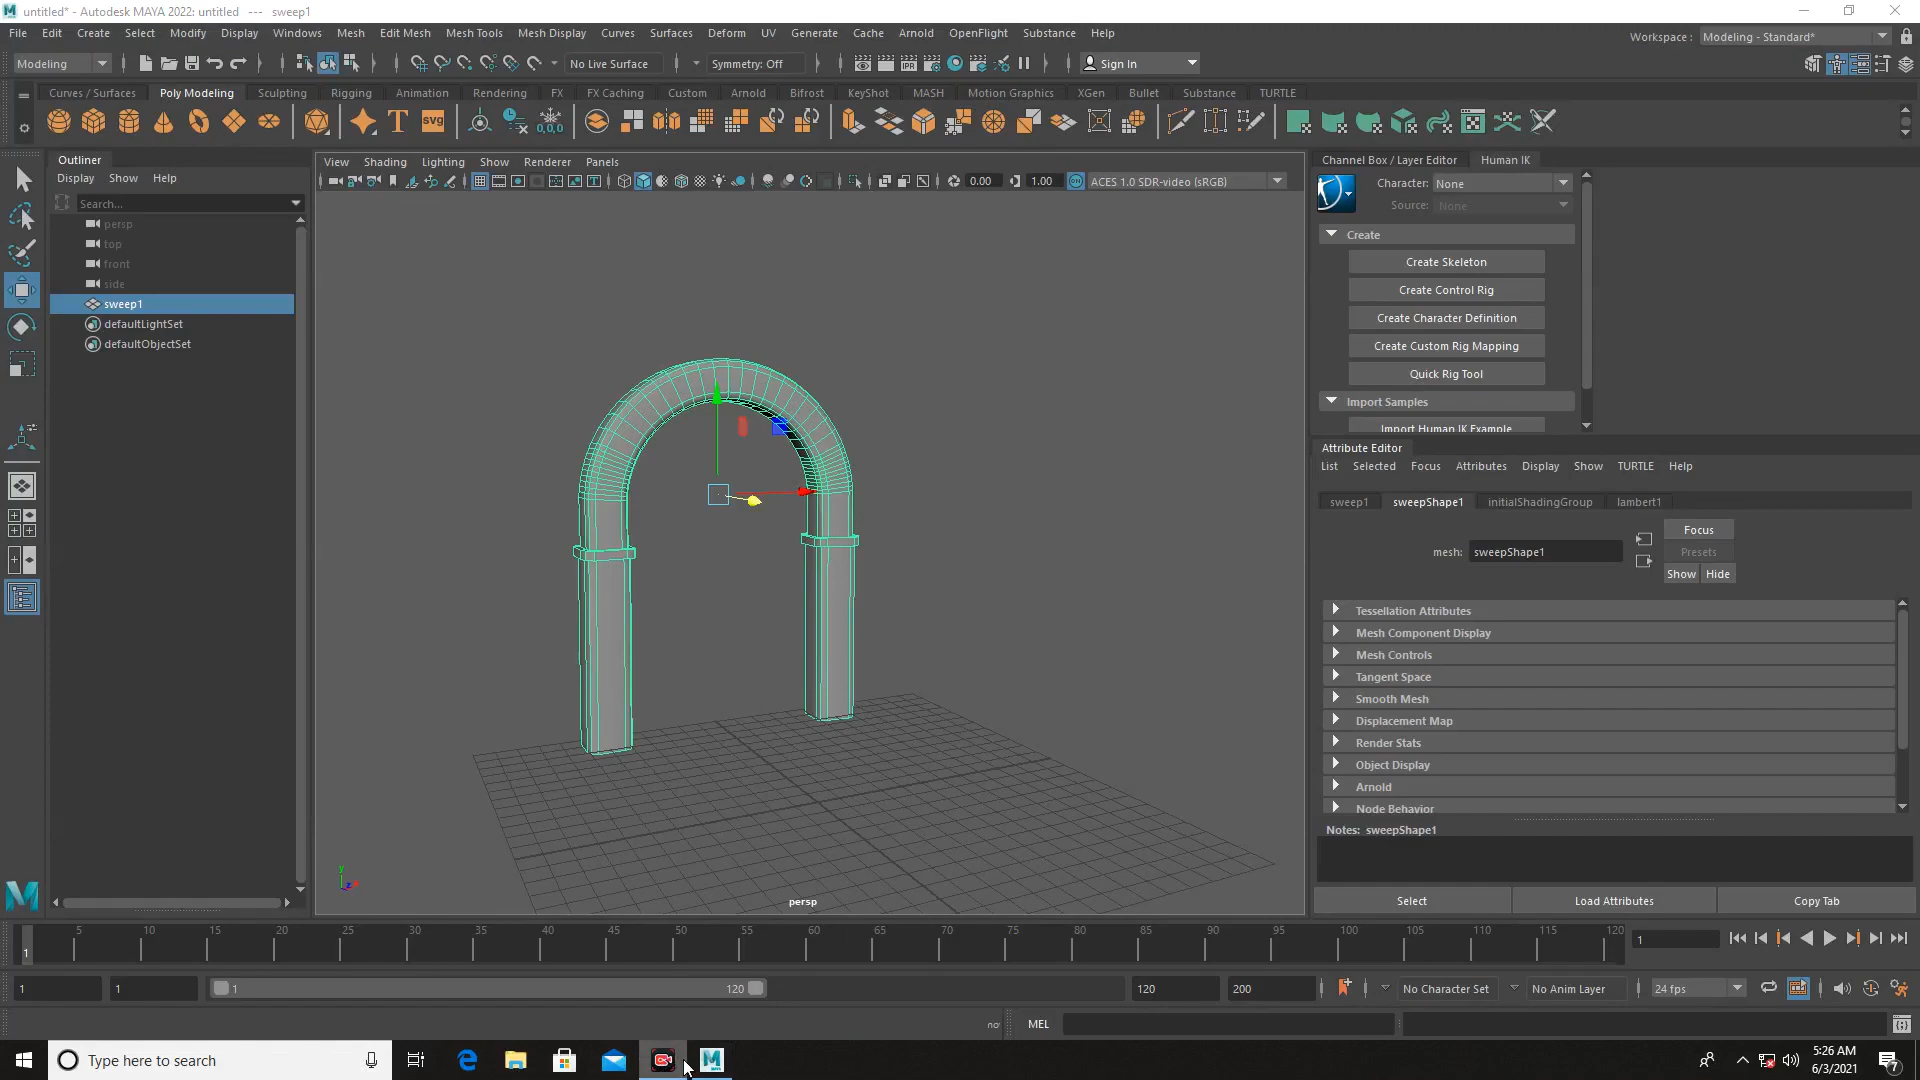 untitled* - Autodesk MAYA 2022: untitled --- sweep1
File Edit Create Select Modify Display Windows Mesh Edit Mesh Mesh Tools Mesh Display Curves Surfaces Deform UV Generate Cache Arnold OpenFlight Substance Help
Workspace : Modeling - Standard*
Modeling No Live Surface Symmetry: Off Sign In
Curves / Surfaces Poly Modeling Sculpting Rigging Animation Rendering FX FX Caching Custom Arnold Bifrost KeyShot MASH Motion Graphics XGen Bullet Substance TURTLE
Outliner
Display Show Help
Search...
persp
top
front
side
sweep1
defaultLightSet
defaultObjectSet
View Shading Lighting Show Renderer Panels
0.00 1.00 ACES 1.0 SDR-video (sRGB)
persp
Channel Box / Layer Editor Human IK
Character: None
Source: None
Create
Create Skeleton
Create Control Rig
Create Character Definition
Create Custom Rig Mapping
Quick Rig Tool
Import Samples
Import Human IK Example
Attribute Editor
List Selected Focus Attributes Display Show TURTLE Help
sweep1 sweepShape1 initialShadingGroup lambert1
Focus
mesh: sweepShape1
Presets
Show Hide
Tessellation Attributes
Mesh Component Display
Mesh Controls
Tangent Space
Smooth Mesh
Displacement Map
Render Stats
Object Display
Arnold
Node Behavior
Notes: sweepShape1
Select Load Attributes Copy Tab
5 10 15 20 25 30 35 40 45 50 55 60 65 70 75 80 85 90 95 100 105 110 115 120
1 1
1 1 1 120 120 200 No Character Set No Anim Layer 24 fps
MEL
Type here to search
5:26 AM
6/3/2021
7